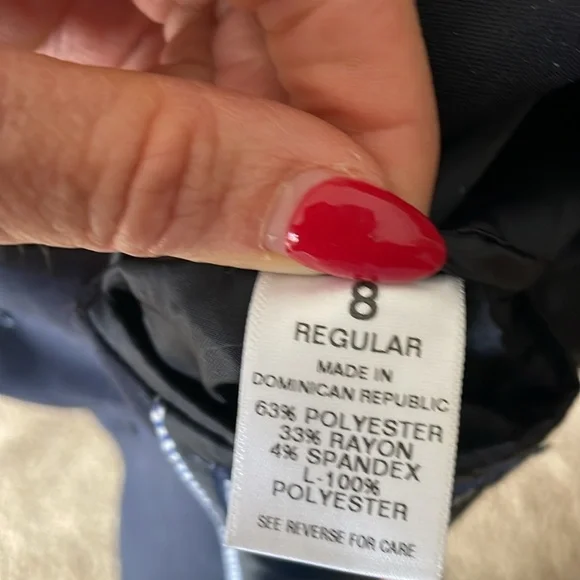 8
REGULAR
MADE IN
DOMINICAN REPUBLIC
63% POLYESTER
33% RAYON
4% SPANDEX
L-100%
POLYESTER
SEE REVERSE FOR CARE